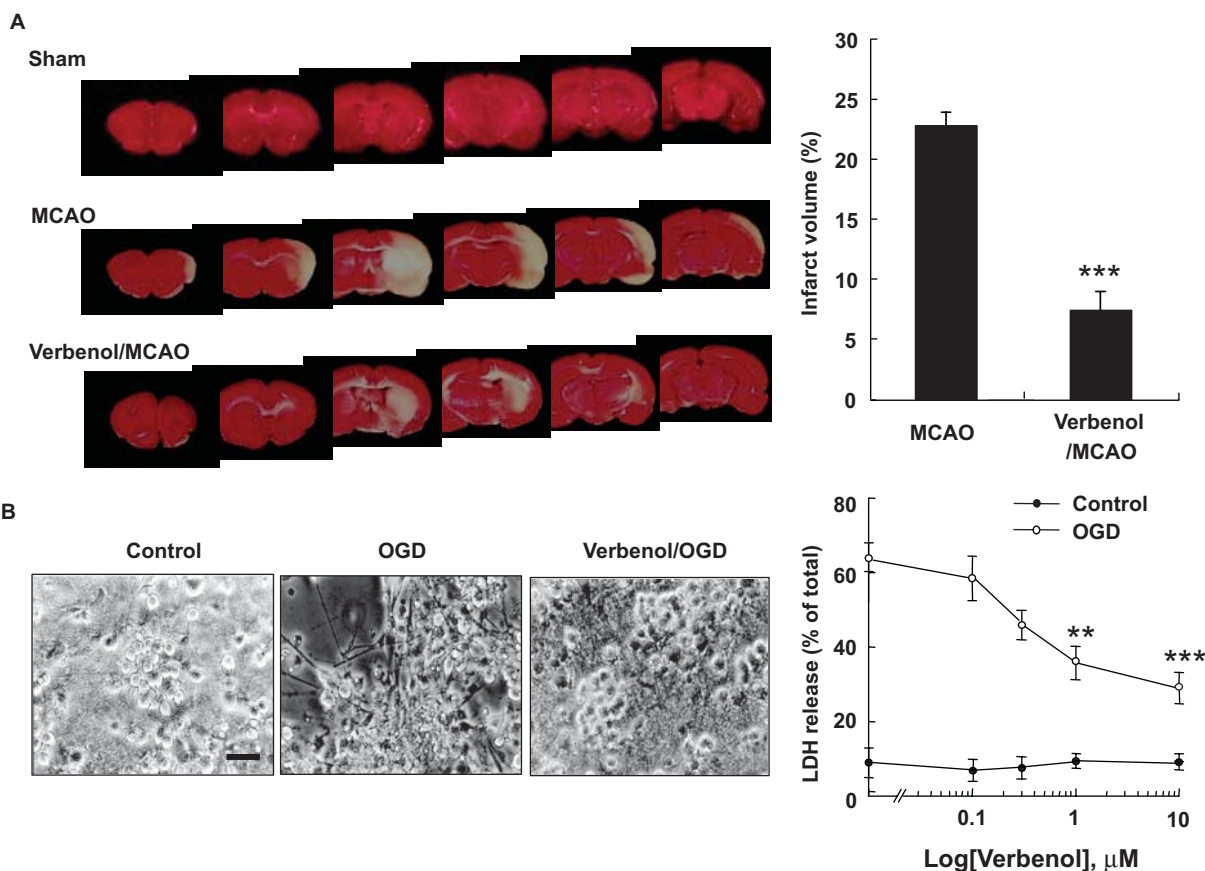 A
Sham
MCAO
Verbenol/MCAO
30
25
20
15
10
5
0
Infarct volume (%)
***
MCAO
Verbenol
/MCAO
B
Control
OGD
Verbenol/OGD
80
60
40
20
0
LDH release (% of total)
Control
OGD
**
***
0.1
1
10
Log[Verbenol], μM